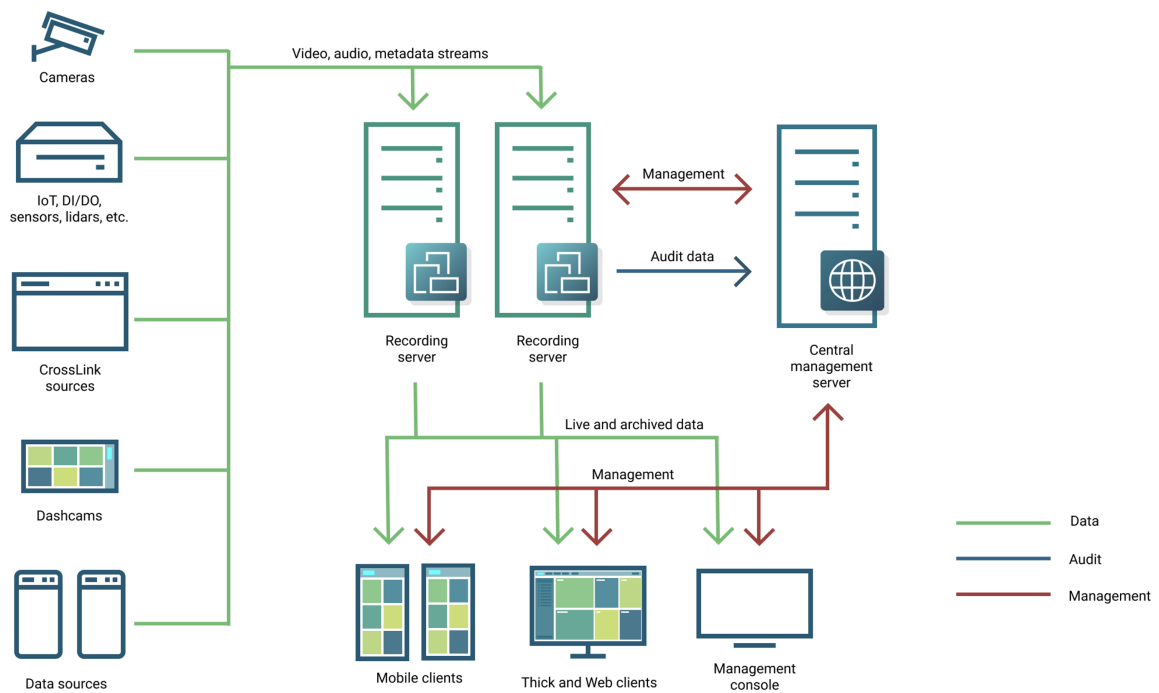 Cameras
IoT, DI/DO,
sensors, lidars, etc.
CrossLink
sources
Dashcams
Data sources
Video, audio, metadata streams
Recording
server
Recording
server
Management
Audit data
Central
management
server
Live and archived data
Management
Mobile clients
Thick and Web clients
Management
console
Data
Audit
Management